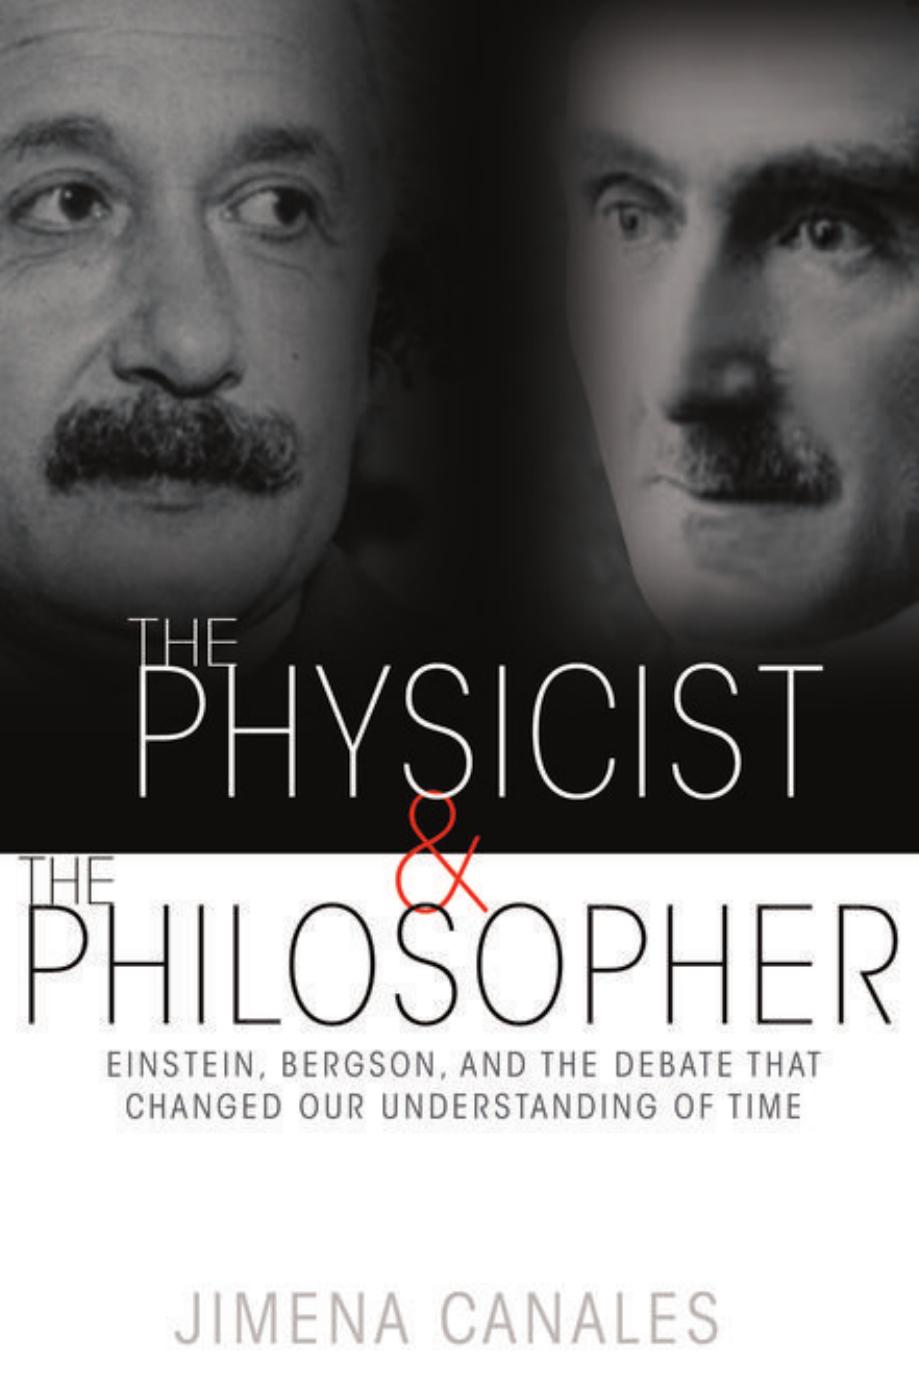 THE
PHYSICIST
&
THE
PHILOSOPHER
EINSTEIN, BERGSON, AND THE DEBATE THAT
CHANGED OUR UNDERSTANDING OF TIME
JIMENA CANALES